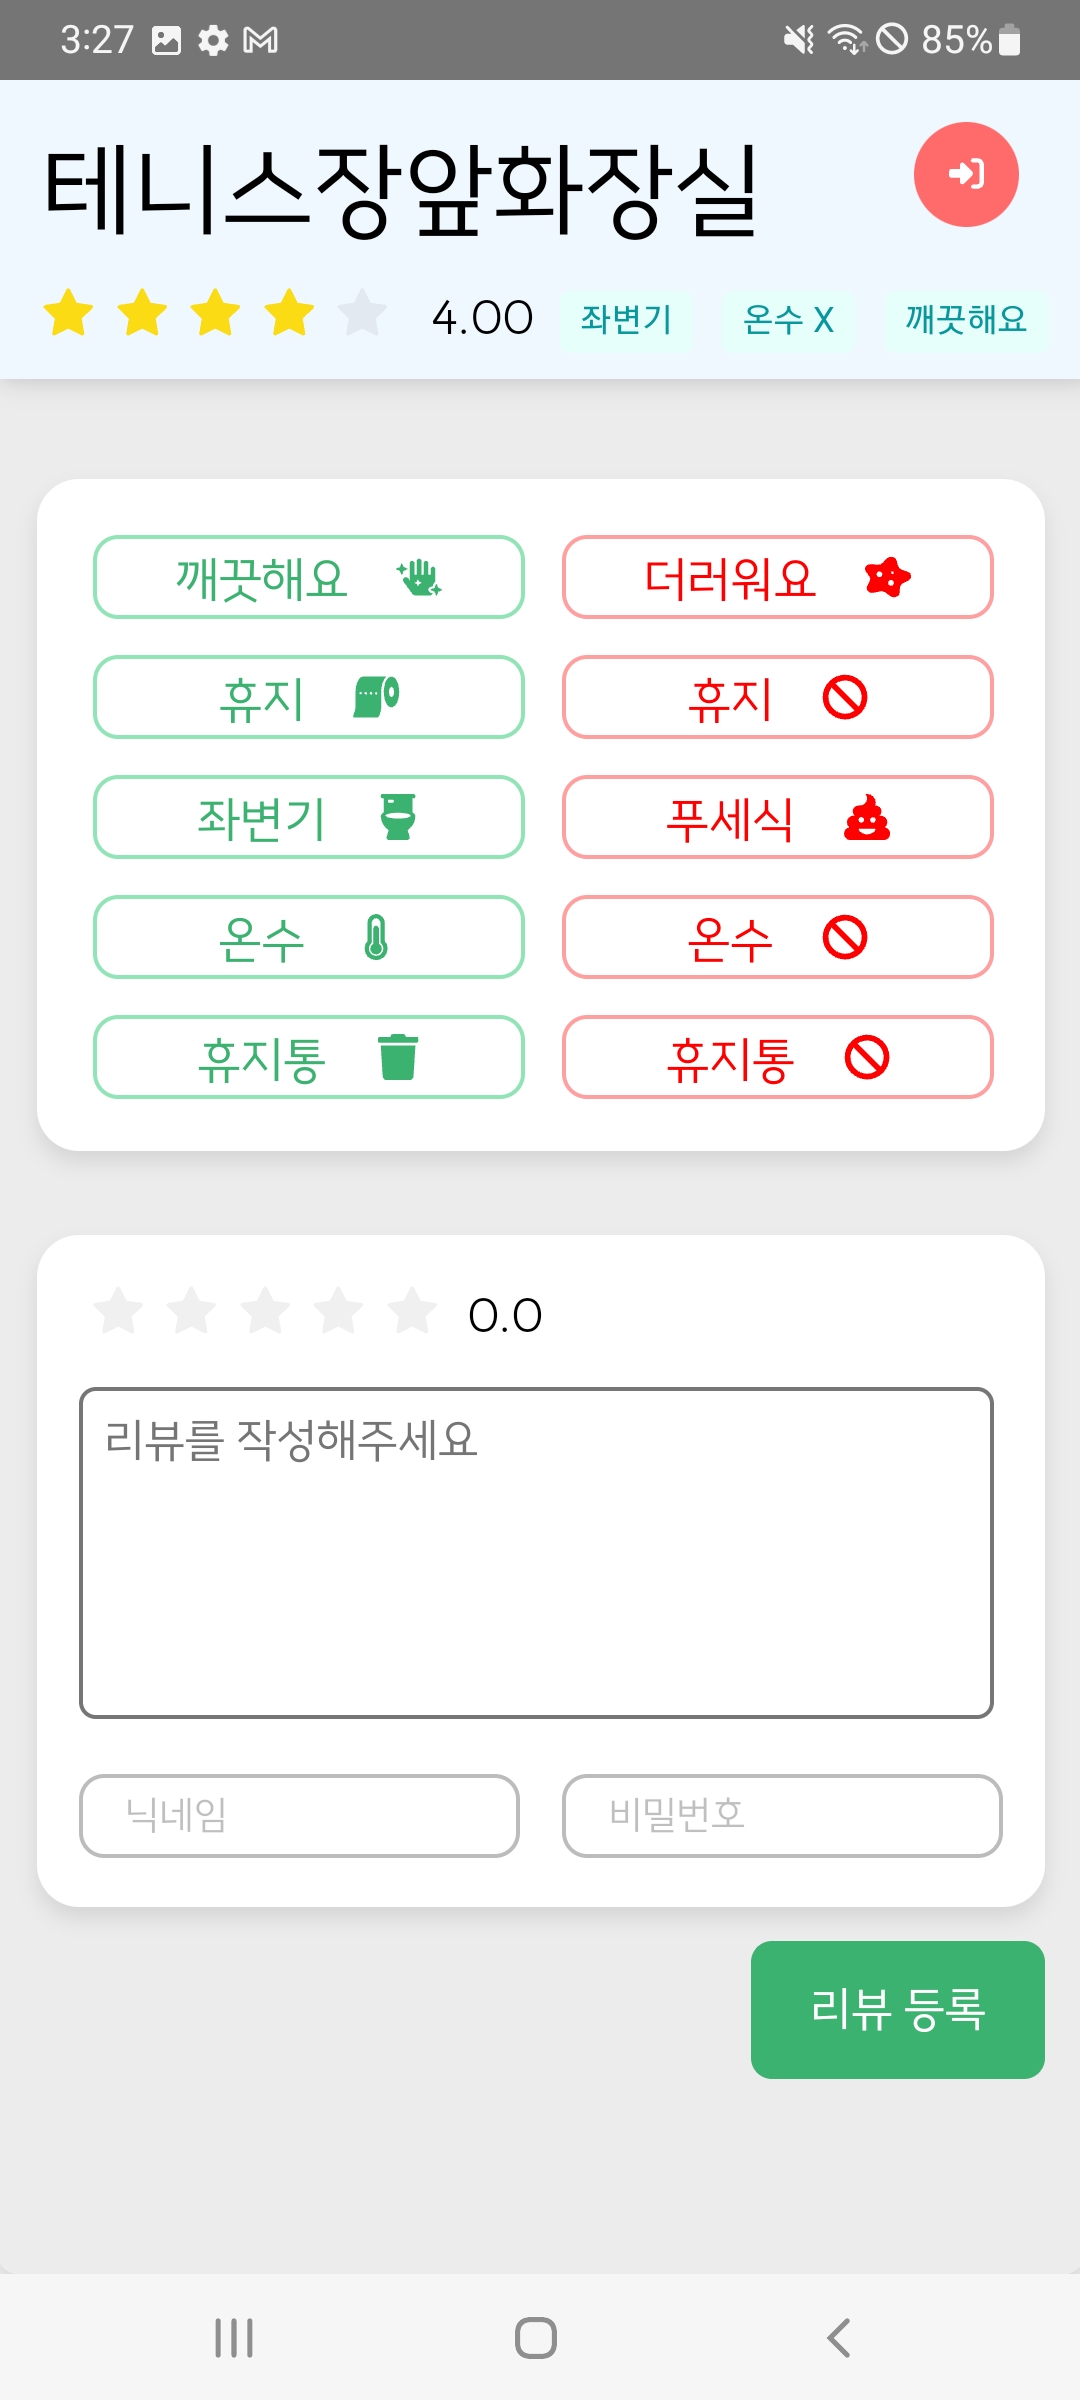 3:27 85%
테니스장앞화장실
4.00 좌변기 온수 X 깨끗해요
깨끗해요 더러워요
휴지 휴지
좌변기 푸세식
온수 온수
휴지통 휴지통
0.0
리뷰를 작성해주세요
닉네임 비밀번호
리뷰 등록